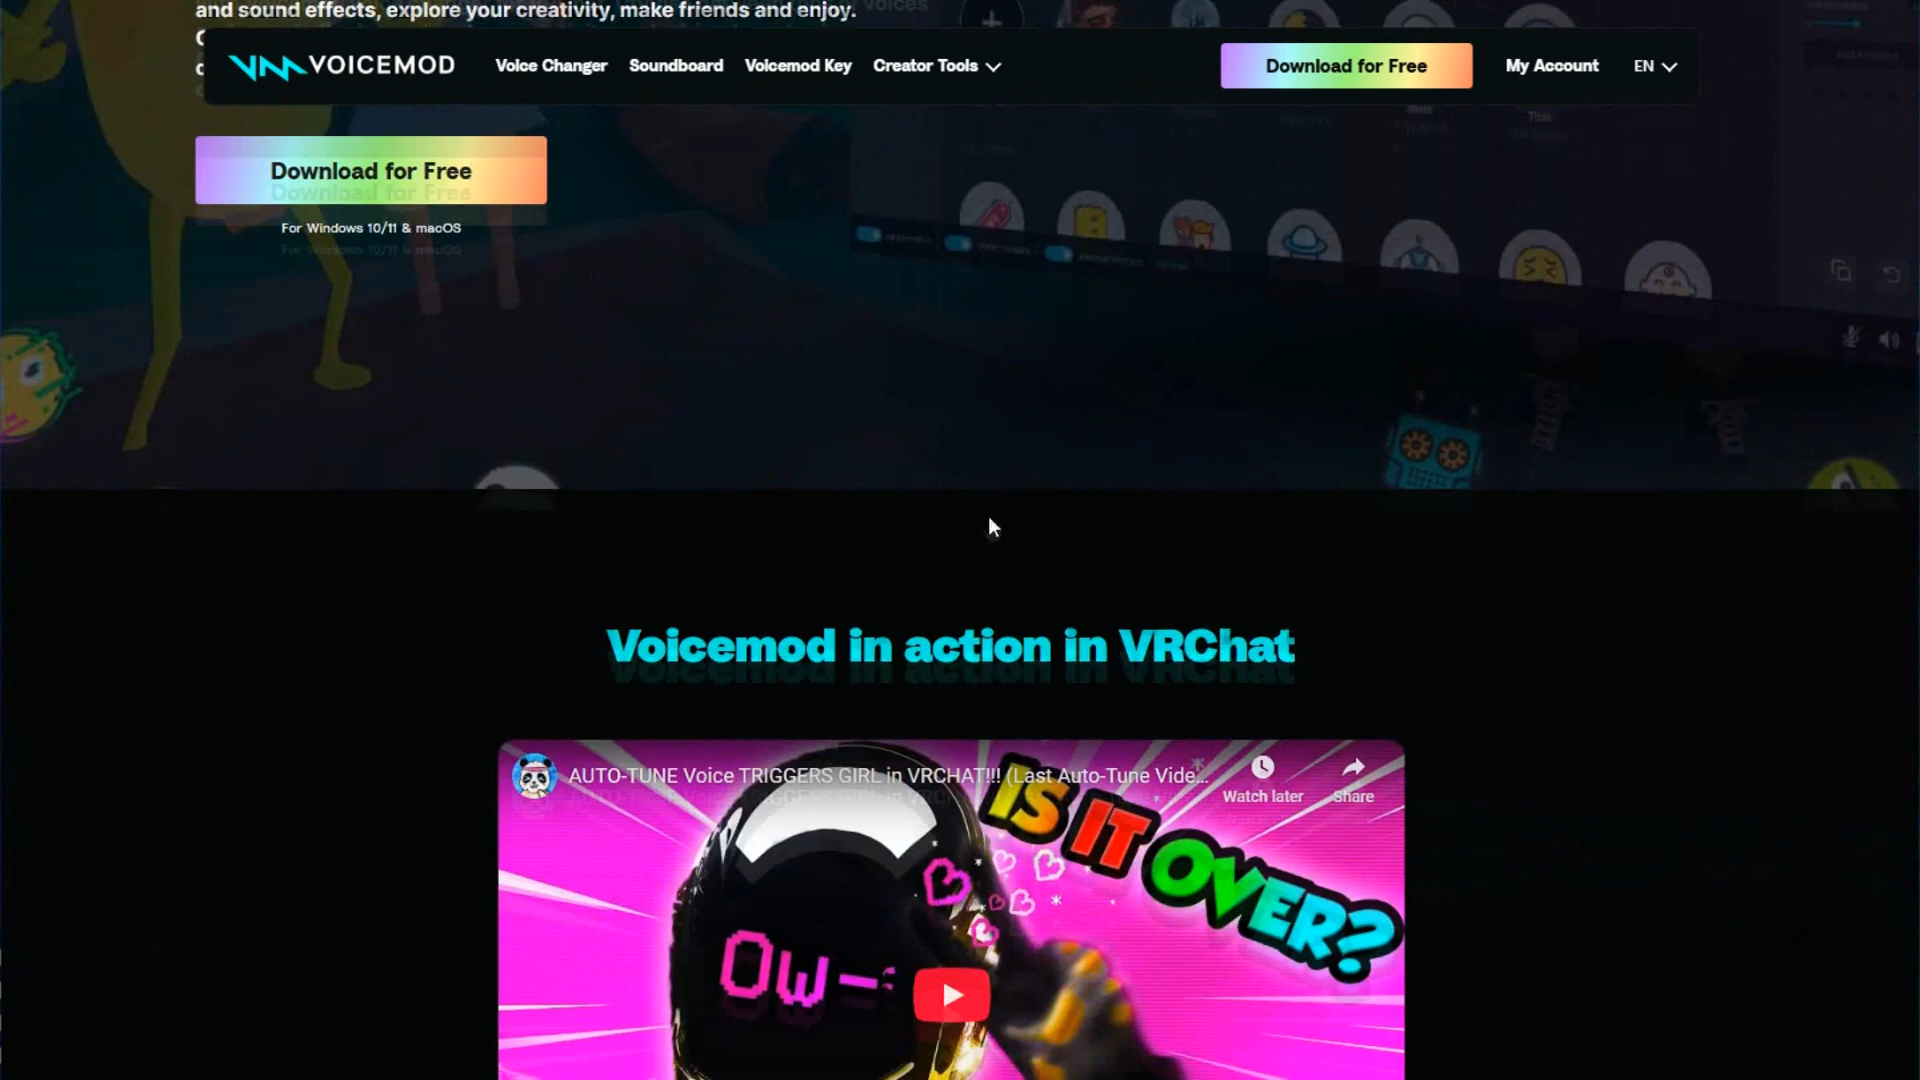 and sound effects, explore your creativity, make friends and enjoy.
VOICEMOD
Voice Changer
Soundboard
Voicemod Key
Creator Tools
Download for Free
My Account
EN
Download for Free
For Windows 10/11 & macOS
Voicemod in action in VRChat
AUTO-TUNE Voice TRIGGERS GIRL in VRCHAT!!! (Last Auto-Tune Vide...
Watch later
Share
IS IT OVER?
Ow-